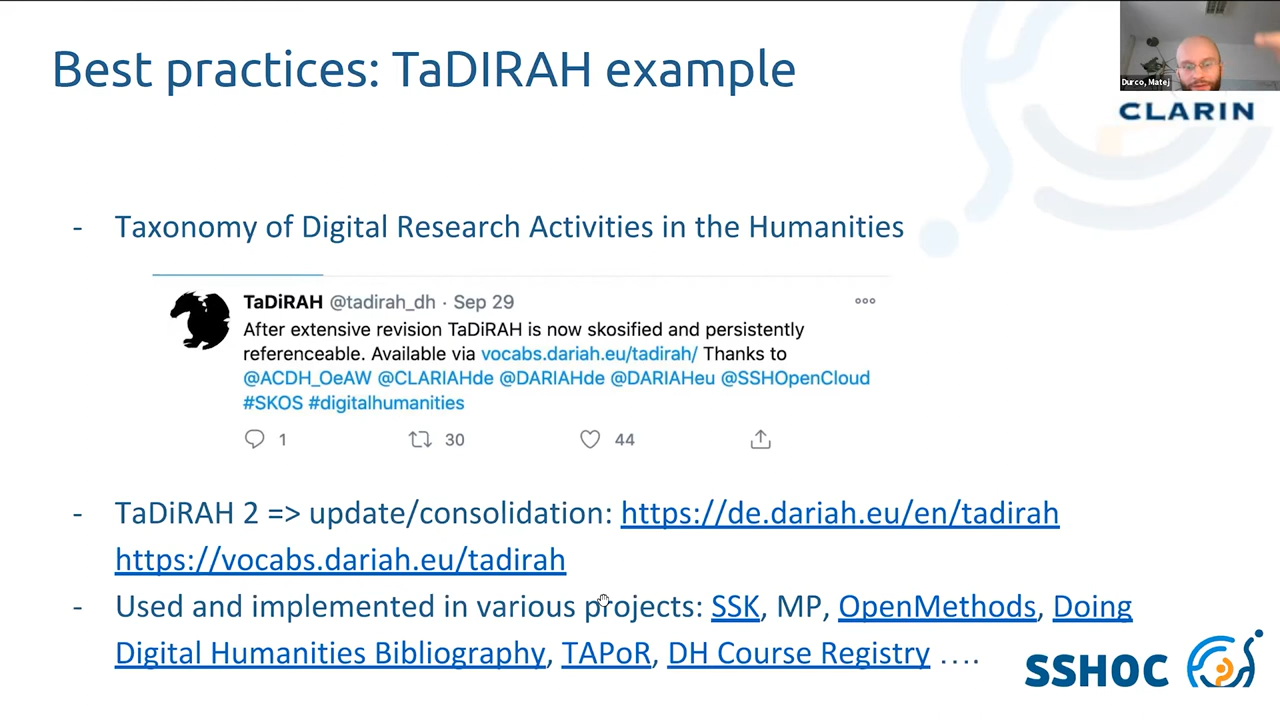 Best practices: TaDIRAH example
Durco, Matej
CLARIN
- Taxonomy of Digital Research Activities in the Humanities
TaDiRAH @tadirah_dh · Sep 29
After extensive revision TaDiRAH is now skosified and persistently
referenceable. Available via vocabs.dariah.eu/tadirah/ Thanks to
@ACDH_OeAW @CLARIAHde @DARIAHde @DARIAHeu @SSHOpenCloud
#SKOS #digitalhumanities
1 30 44
- TaDiRAH 2 => update/consolidation: https://de.dariah.eu/en/tadirah
https://vocabs.dariah.eu/tadirah
- Used and implemented in various projects: SSK, MP, OpenMethods, Doing
Digital Humanities Bibliography, TAPoR, DH Course Registry ....
SSHOC